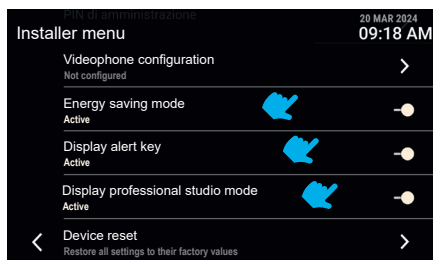 PIN di amministrazione
20 MAR 2024
Installer menu
09:18 AM
Videophone configuration
Not configured
Energy saving mode
Active
Display alert key
Active
Display professional studio mode
Active
Device reset
Restore all settings to their factory values